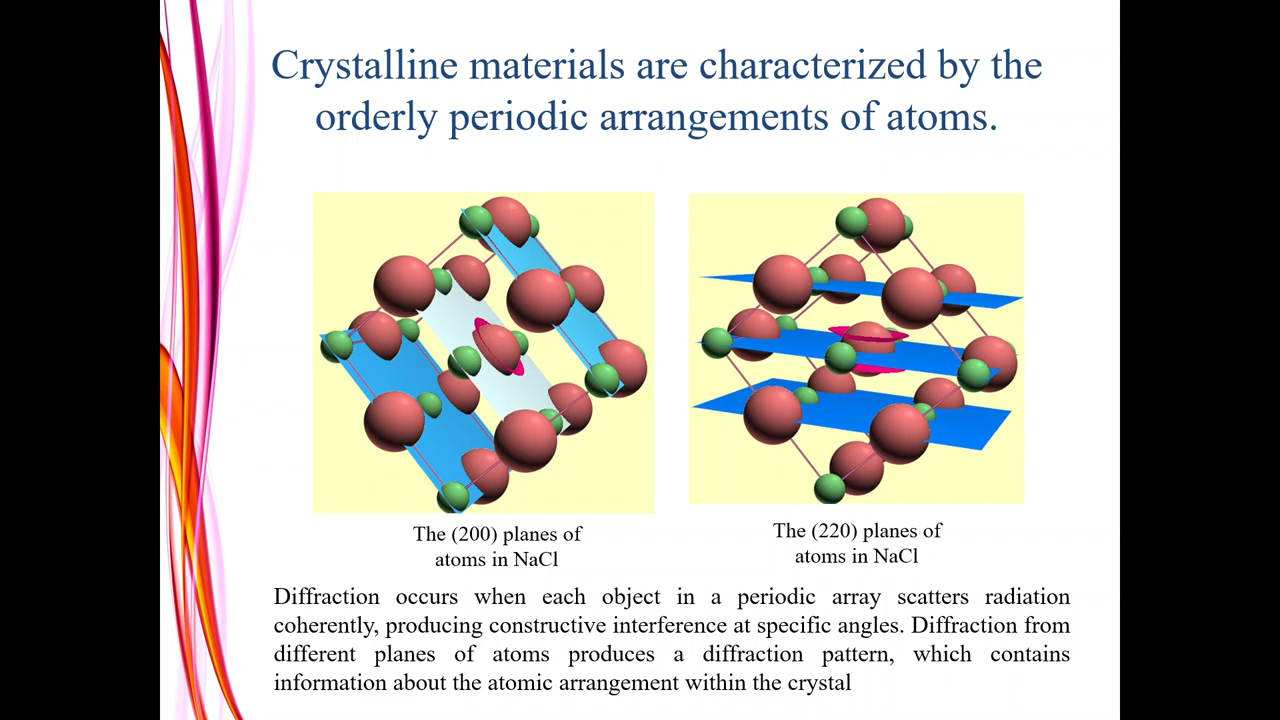 Crystalline materials are characterized by the
orderly periodic arrangements of atoms.
The (200) planes of
atoms in NaCl
The (220) planes of
atoms in NaCl
Diffraction occurs when each object in a periodic array scatters radiation
coherently, producing constructive interference at specific angles. Diffraction from
different planes of atoms produces a diffraction pattern, which contains
information about the atomic arrangement within the crystal